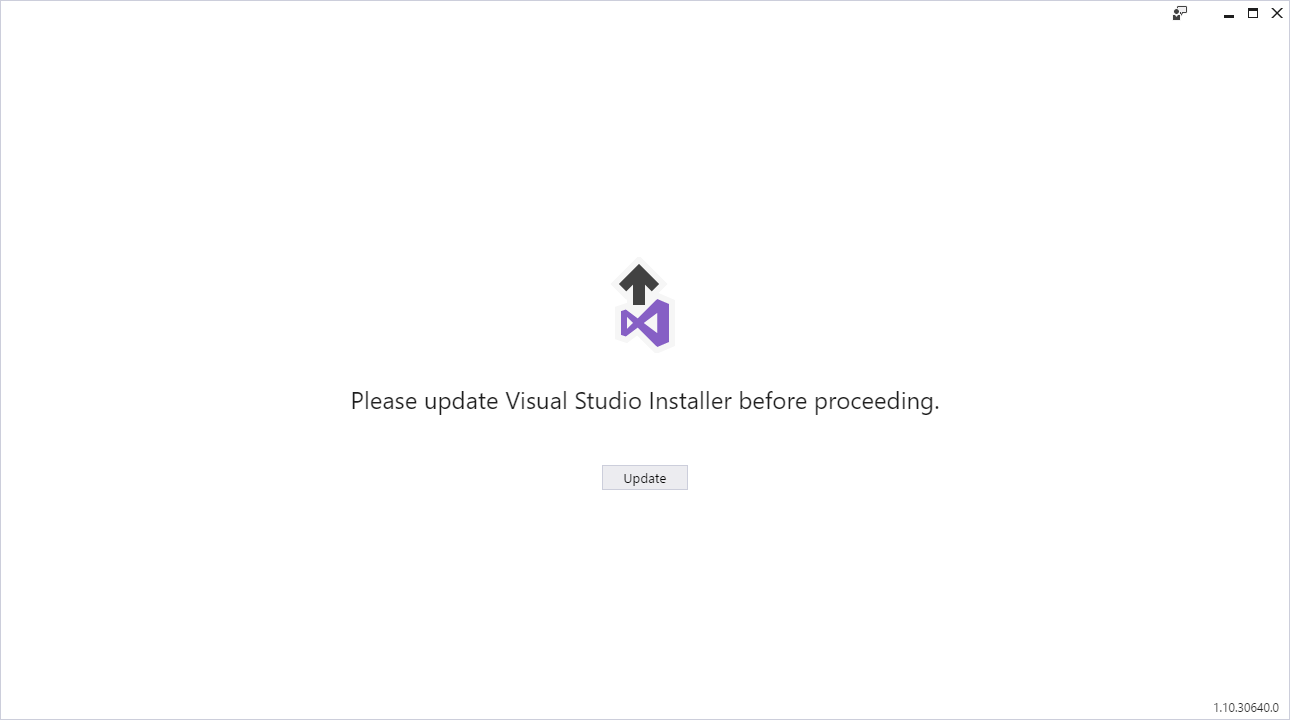 Please update Visual Studio Installer before proceeding.
Update
1.10.30640.0